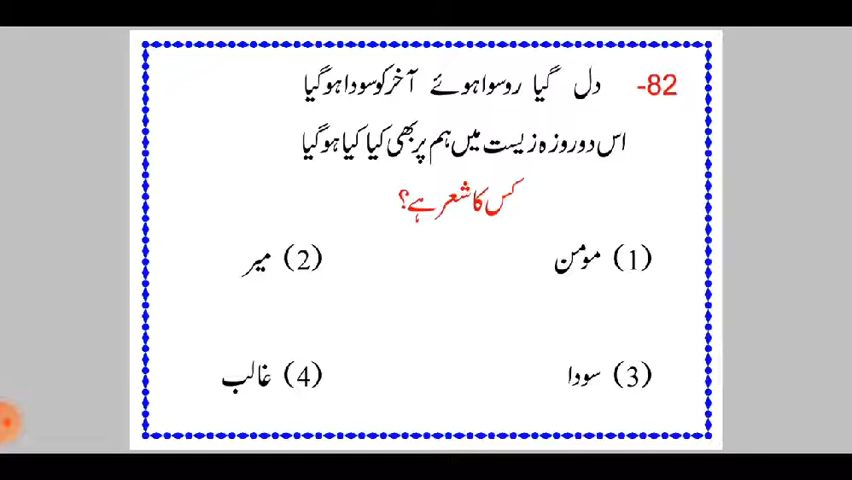 82- دل گیا روسوا ہوئے آخر کو سودا ہو گیا
اس دو روزہ زیست میں ہم پر بھی کیا کیا ہو گیا
کس کا شعر ہے؟
(1) مومن (2) میر
(3) سودا (4) غالب